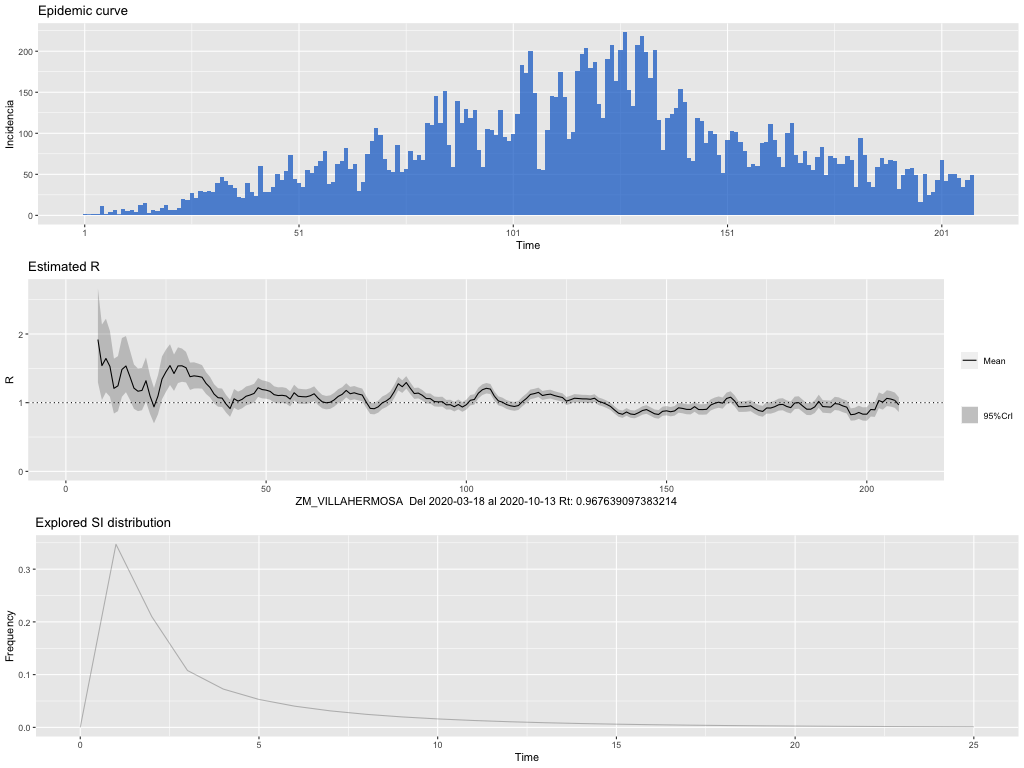 Epidemic curve
Incidencia
200
150
100
50
0
1 51 101 151 201
Time
Estimated R
R
2
1
0
0 50 100 150 200
ZM_VILLAHERMOSA Del 2020-03-18 al 2020-10-13 Rt: 0.967639097383214
Mean
95%CrI
Explored SI distribution
Frequency
0.3
0.2
0.1
0.0
0 5 10 15 20 25
Time